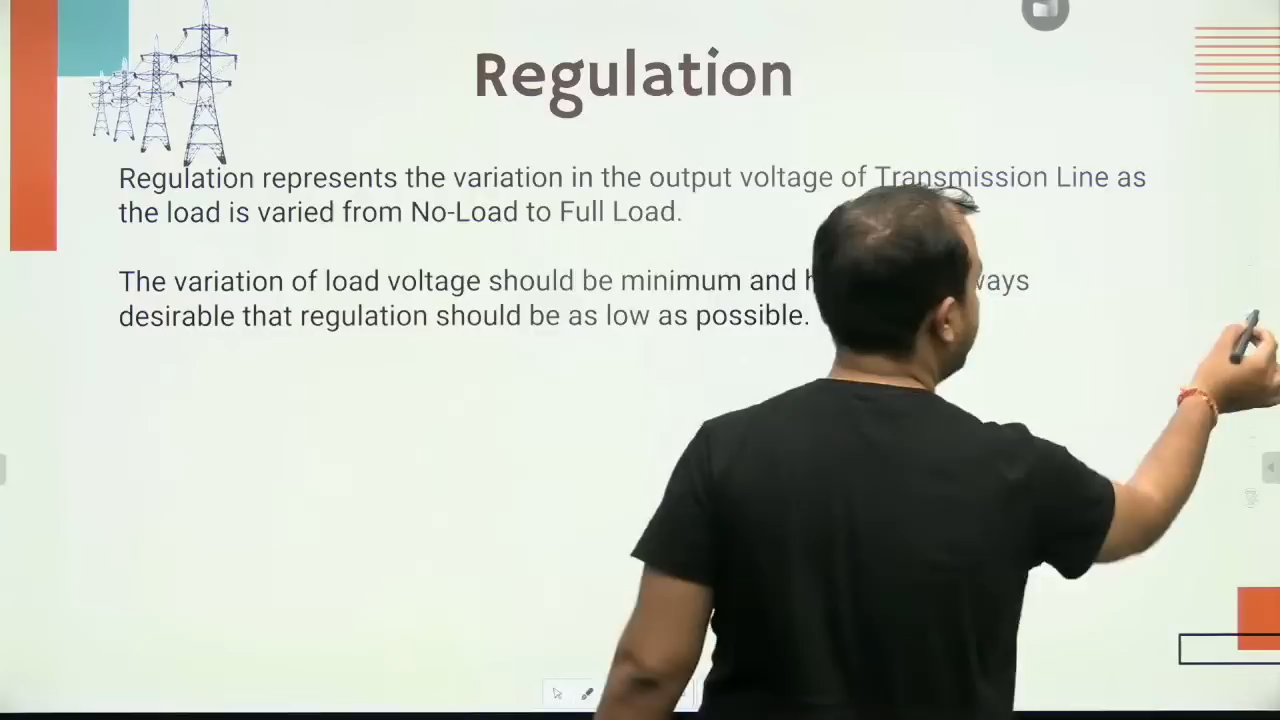 Regulation
Regulation represents the variation in the output voltage of Transmission Line as
the load is varied from No-Load to Full Load.
The variation of load voltage should be minimum and
desirable that regulation should be as low as possible.